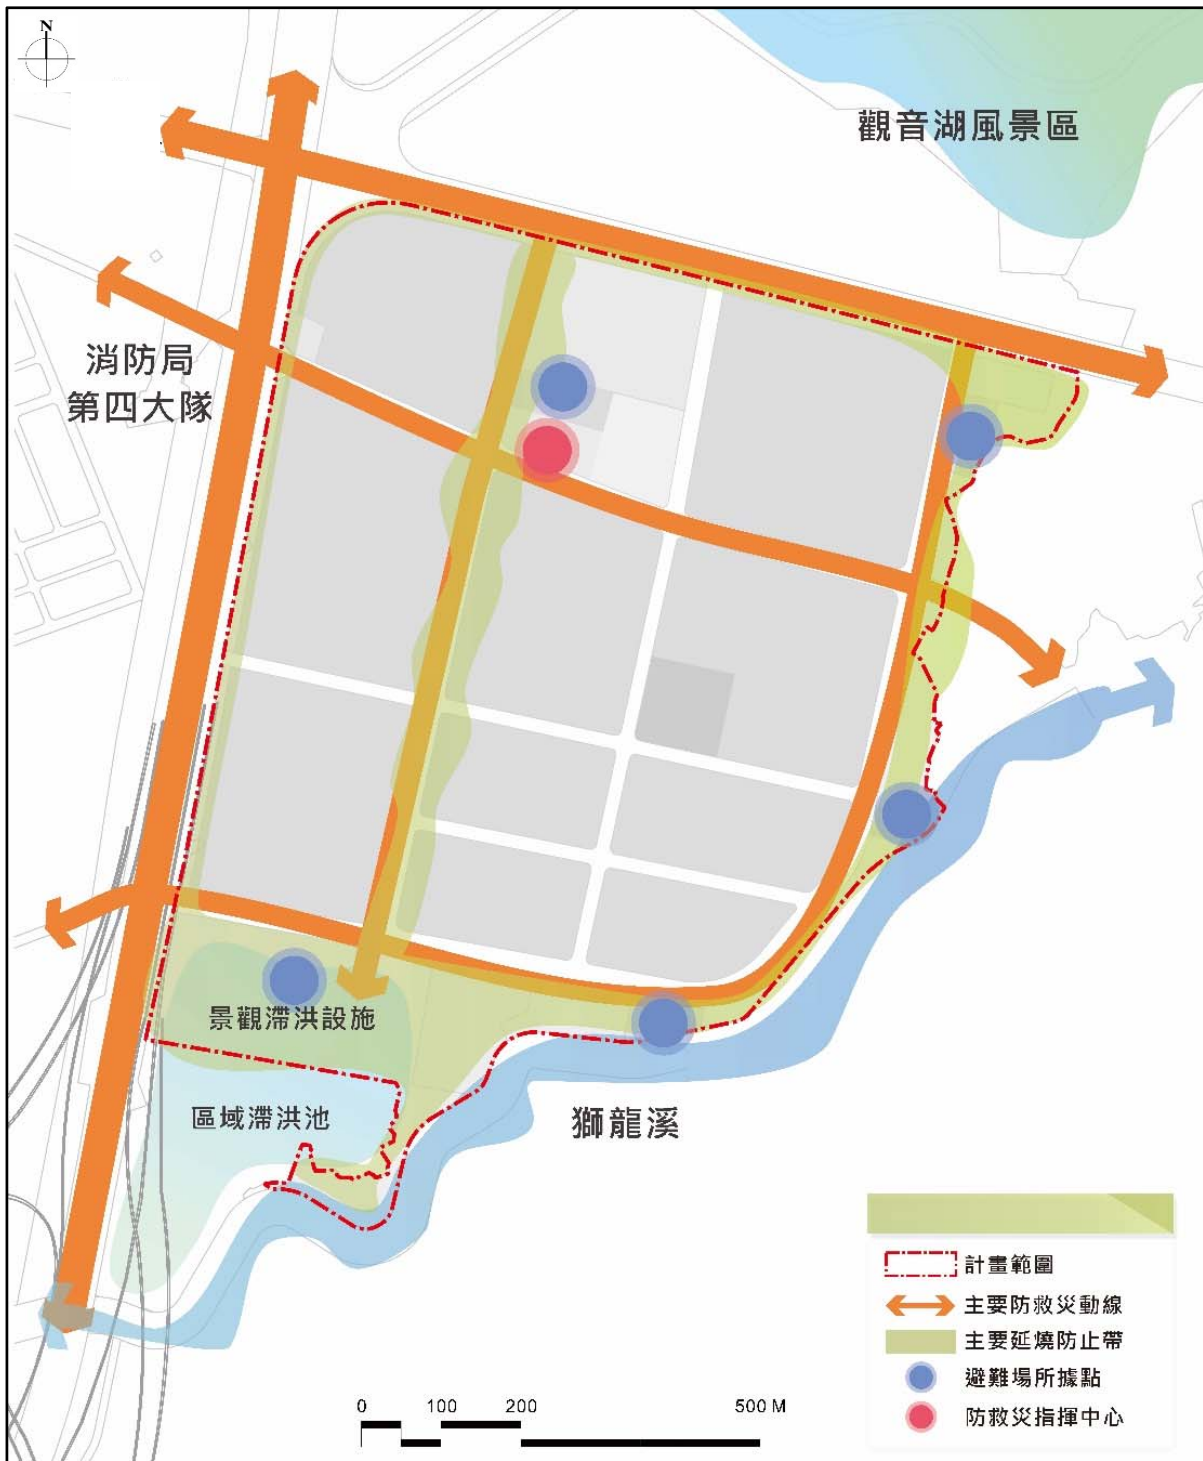 N
觀音湖風景區
消防局
第四大隊
景觀滯洪設施
區域滯洪池
獅龍溪
計畫範圍
主要防救災動線
主要延燒防止帶
避難場所據點
防救災指揮中心
0 100 200 500 M